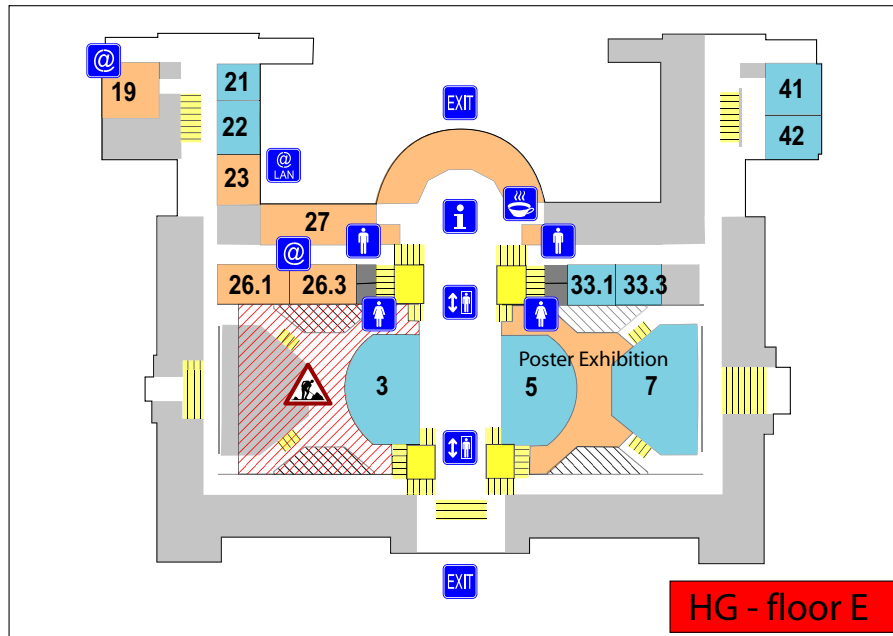 @
19
21
41
EXIT
22
42
@
LAN
23
27
i
@
26.1
26.3
33.1
33.3
Poster Exhibition
3
5
7
EXIT
HG - floor E